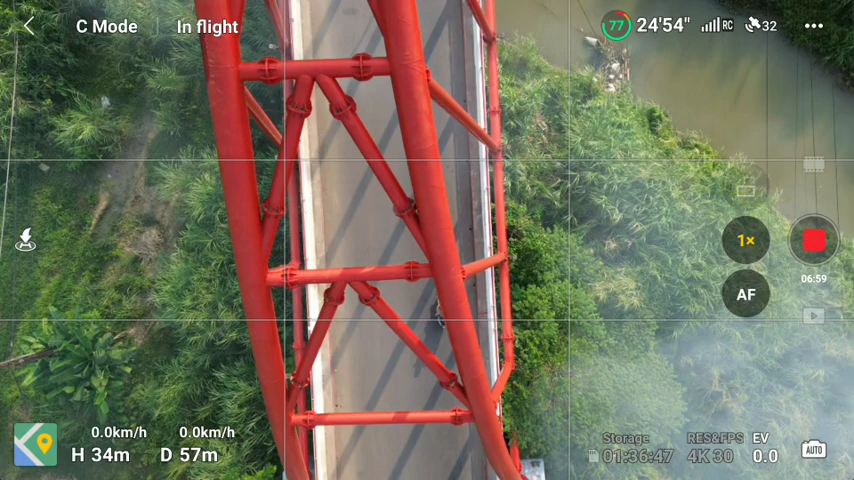 C Mode
In flight
77
24'54"
RC
32
1×
06:59
AF
0.0km/h
0.0km/h
H 34m
D 57m
Storage
01:36:47
RES&FPS
4K 30
EV
0.0
AUTO